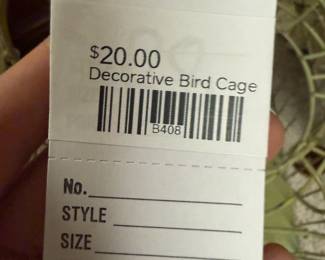 $20.00
Decorative Bird Cage
B408
No.
STYLE
SIZE